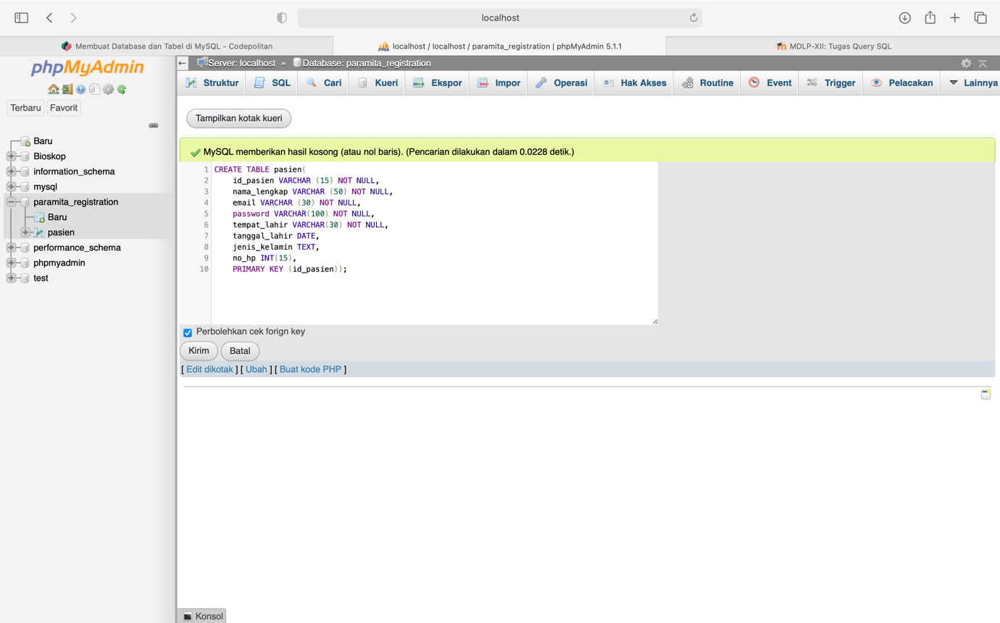 localhost
Membuat Database dan Tabel di MySQL - Codepolitan
localhost / localhost / paramita_registration | phpMyAdmin 5.1.1
MDLP-XII: Tugas Query SQL
phpMyAdmin
Terbaru Favorit
Baru
Bioskop
information_schema
mysql
paramita_registration
Baru
pasien
performance_schema
phpmyadmin
test
Server: localhost » Database: paramita_registration
Struktur SQL Cari Kueri Ekspor Impor Operasi Hak Akses Routine Event Trigger Pelacakan Lainnya
Tampilkan kotak kueri
MySQL memberikan hasil kosong (atau nol baris). (Pencarian dilakukan dalam 0.0228 detik.)
1 CREATE TABLE pasien(
2 id_pasien VARCHAR (15) NOT NULL,
3 nama_lengkap VARCHAR (50) NOT NULL,
4 email VARCHAR (30) NOT NULL,
5 password VARCHAR(100) NOT NULL,
6 tempat_lahir VARCHAR(30) NOT NULL,
7 tanggal_lahir DATE,
8 jenis_kelamin TEXT,
9 no_hp INT(15),
10 PRIMARY KEY (id_pasien));
Perbolehkan cek forign key
Kirim Batal
[ Edit dikotak ] [ Ubah ] [ Buat kode PHP ]
Konsol